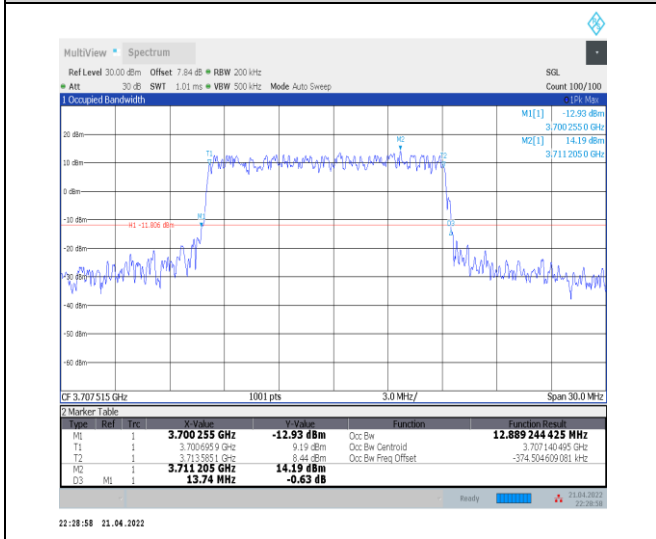 MultiView Spectrum
Ref Level 30.00 dBm Offset 7.84 dB RBW 200 kHz SGL
Att 30 dB SWT 1.01 ms VBW 500 kHz Mode Auto Sweep Count 100/100
1 Occupied Bandwidth 1Pk Max
M1[1] -12.93 dBm
3.700 255 0 GHz
M2[1] 14.19 dBm
3.711 205 0 GHz
20 dBm
M2
T1
T2
10 dBm
0 dBm
-10 dBm
M1
H1 -11.806 dBm
D3
-20 dBm
-30 dBm
-40 dBm
-50 dBm
-60 dBm
CF 3.707 515 GHz 1001 pts 3.0 MHz/ Span 30.0 MHz
2 Marker Table
Type Ref Trc X-Value Y-Value Function Function Result
M1 1 3.700 255 GHz -12.93 dBm Occ Bw 12.889 244 425 MHz
T1 1 3.700 695 9 GHz 9.19 dBm Occ Bw Centroid 3.707 140 495 GHz
T2 1 3.713 585 1 GHz 8.44 dBm Occ Bw Freq Offset -374.504 609 081 kHz
M2 1 3.711 205 GHz 14.19 dBm
D3 M1 1 13.74 MHz -0.63 dB
Ready 21.04.2022
22:28:58
22:28:58 21.04.2022